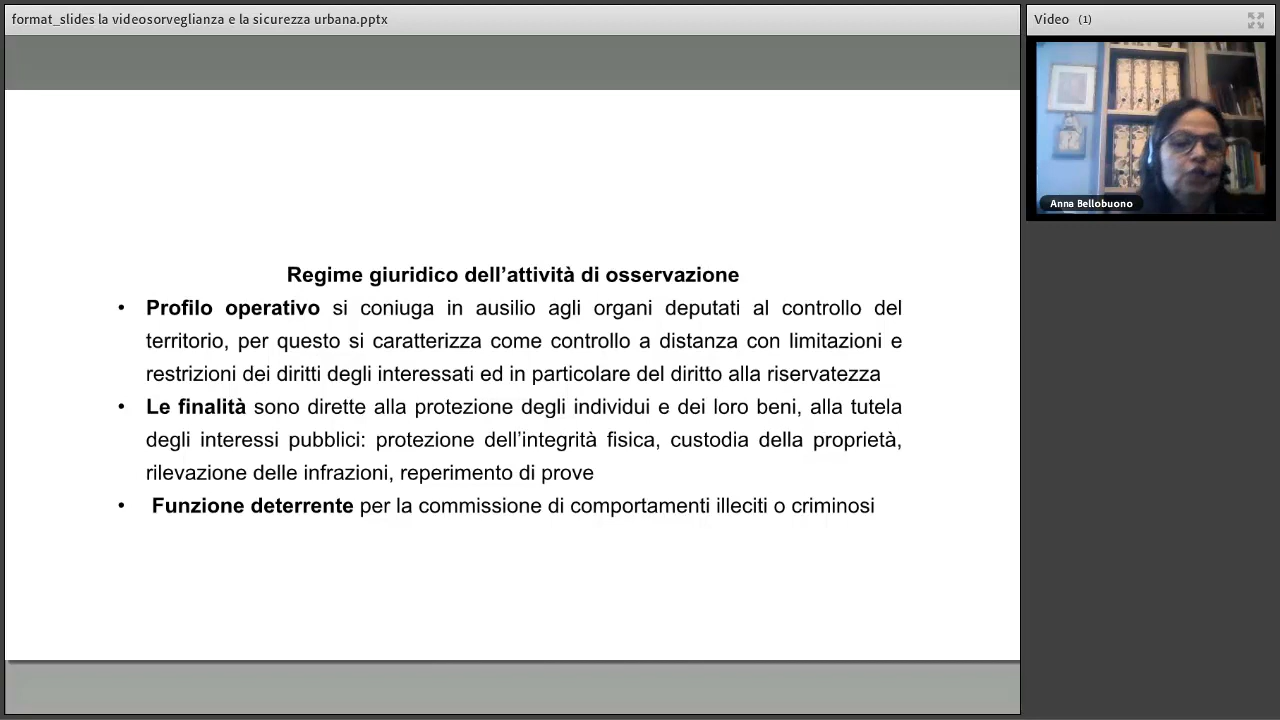 format_slides la videosorveglianza e la sicurezza urbana.pptx
Video (1)
Anna Bellobuono
Regime giuridico dell’attività di osservazione
• Profilo operativo si coniuga in ausilio agli organi deputati al controllo del
territorio, per questo si caratterizza come controllo a distanza con limitazioni e
restrizioni dei diritti degli interessati ed in particolare del diritto alla riservatezza
• Le finalità sono dirette alla protezione degli individui e dei loro beni, alla tutela
degli interessi pubblici: protezione dell’integrità fisica, custodia della proprietà,
rilevazione delle infrazioni, reperimento di prove
• Funzione deterrente per la commissione di comportamenti illeciti o criminosi